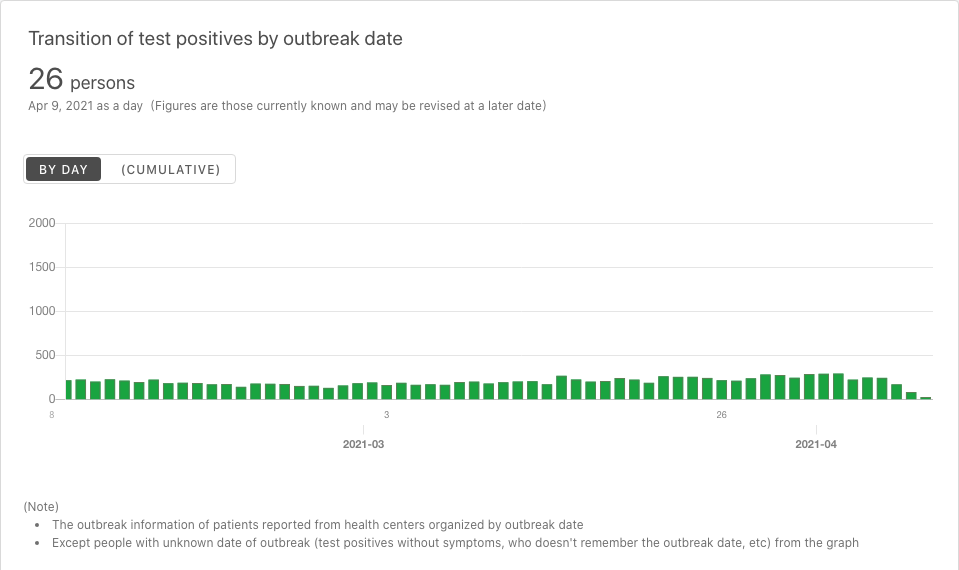 Transition of test positives by outbreak date
26 persons
Apr 9, 2021 as a day (Figures are those currently known and may be revised at a later date)
BY DAY (CUMULATIVE)
2000
1500
1000
500
0
8 3 26
2021-03 2021-04
(Note)
• The outbreak information of patients reported from health centers organized by outbreak date
• Except people with unknown date of outbreak (test positives without symptoms, who doesn't remember the outbreak date, etc) from the graph